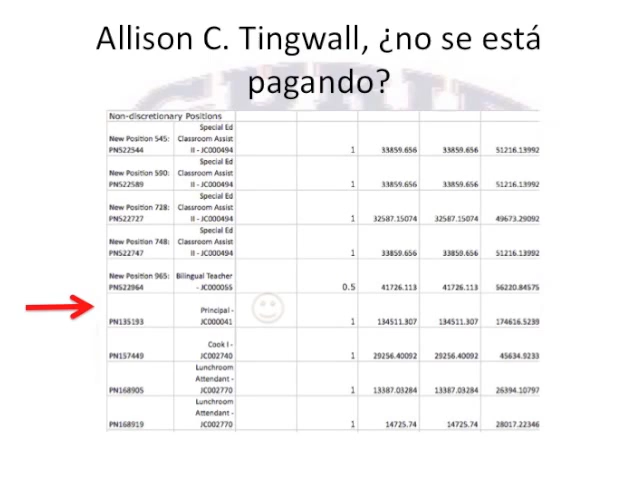 Allison C. Tingwall, ¿no se está
pagando?
Non-discretionary Positions
Special Ed
New Position 545: Classroom Assist
PN522544 II - JC000494 1 33859.656 33859.656 51216.13992
Special Ed
New Position 590: Classroom Assist
PN522589 II - JC000494 1 33859.656 33859.656 51216.13992
Special Ed
New Position 728: Classroom Assist
PN522727 II - JC000494 1 32587.15074 32587.15074 49673.29092
Special Ed
New Position 748: Classroom Assist
PN522747 II - JC000494 1 33859.656 33859.656 51216.13992
New Position 965: Bilingual Teacher
PN522964 - JC000055 0.5 41726.113 41726.113 56220.84575
Principal -
PN135193 JC000041 1 134511.307 134511.307 174616.5239
Cook I -
PN157449 JC002740 1 29256.40092 29256.40092 45634.9233
Lunchroom
Attendant -
PN168905 JC002770 1 13387.03284 13387.03284 26394.10797
Lunchroom
Attendant -
PN168919 JC002770 1 14725.74 14725.74 28017.22346